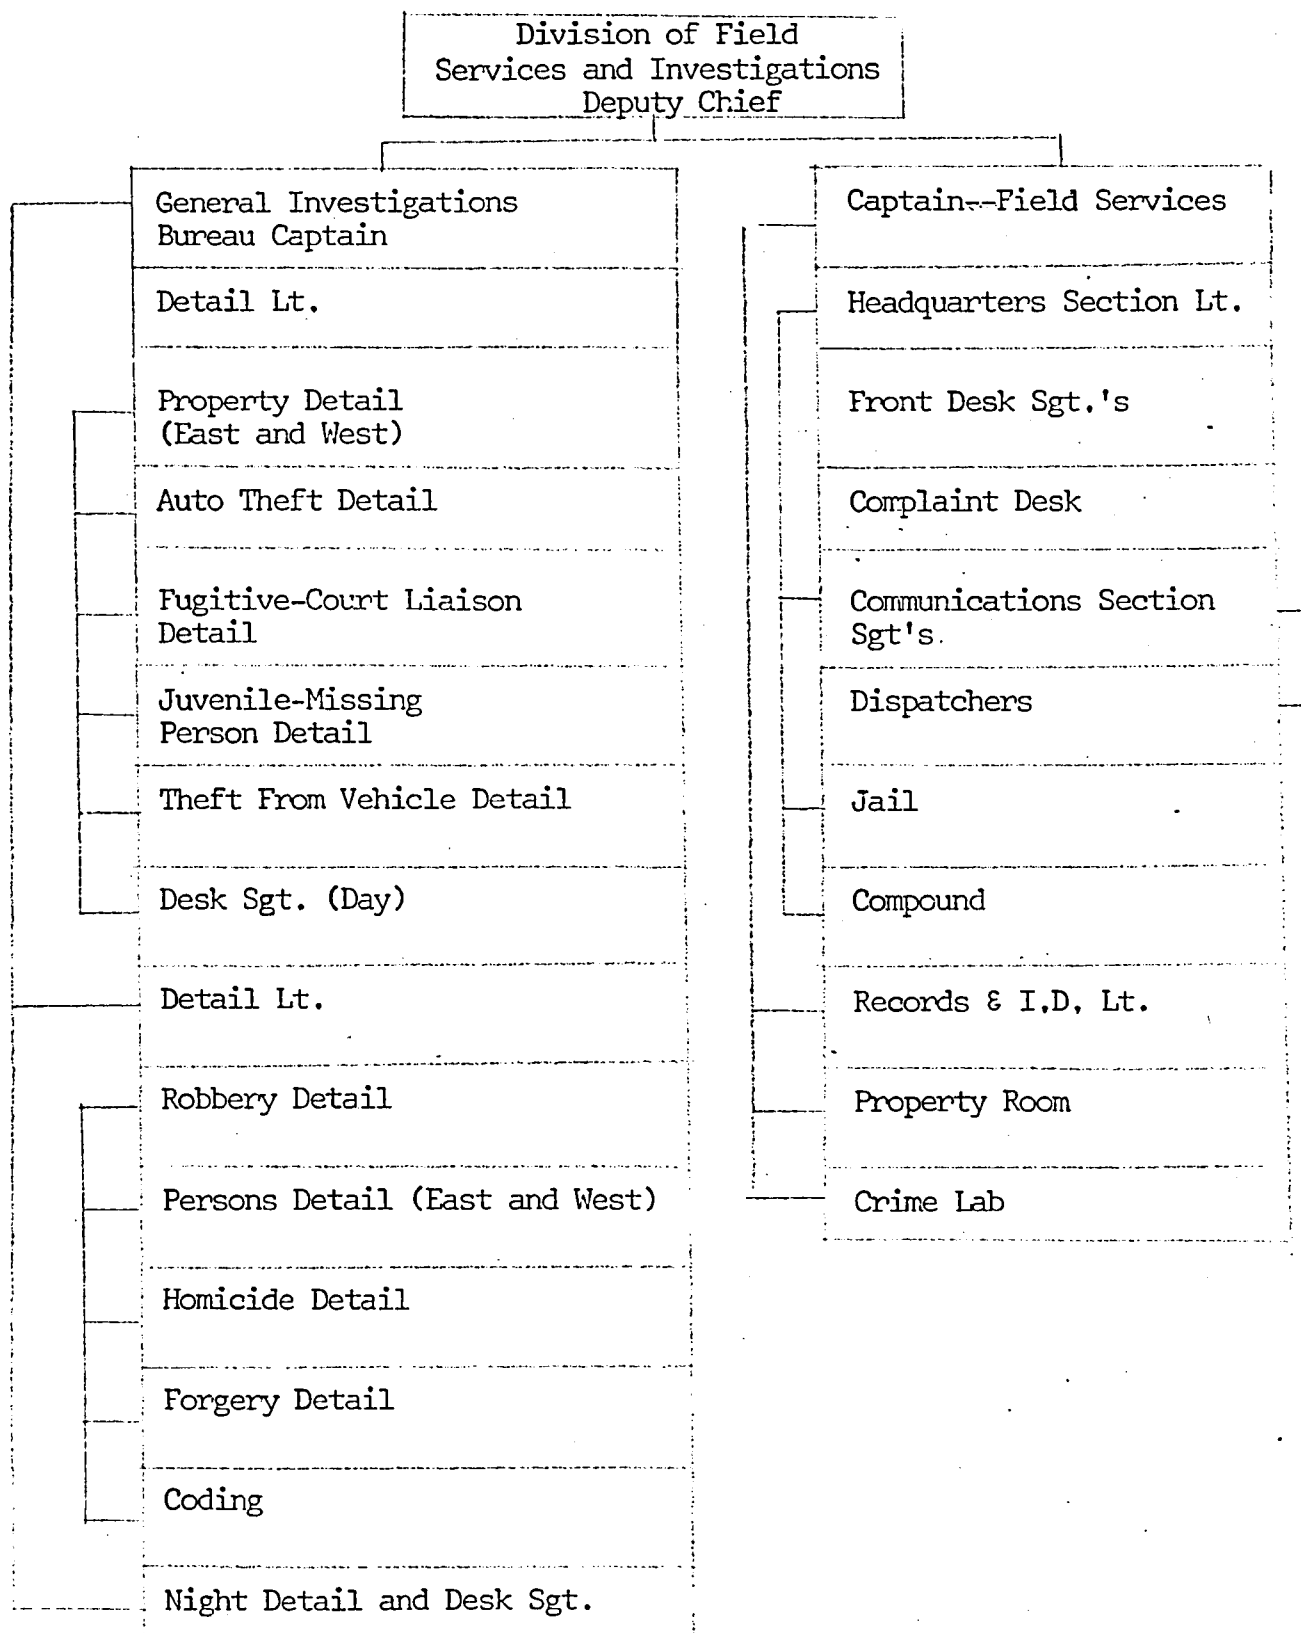 Division of Field
Services and Investigations
Deputy Chief
General Investigations
Bureau Captain
Detail Lt.
Property Detail
(East and West)
Auto Theft Detail
Fugitive-Court Liaison
Detail
Juvenile-Missing
Person Detail
Theft From Vehicle Detail
Desk Sgt. (Day)
Detail Lt.
Robbery Detail
Persons Detail (East and West)
Homicide Detail
Forgery Detail
Coding
Night Detail and Desk Sgt.
Captain--Field Services
Headquarters Section Lt.
Front Desk Sgt.'s
Complaint Desk
Communications Section
Sgt's.
Dispatchers
Jail
Compound
Records & I.D. Lt.
Property Room
Crime Lab